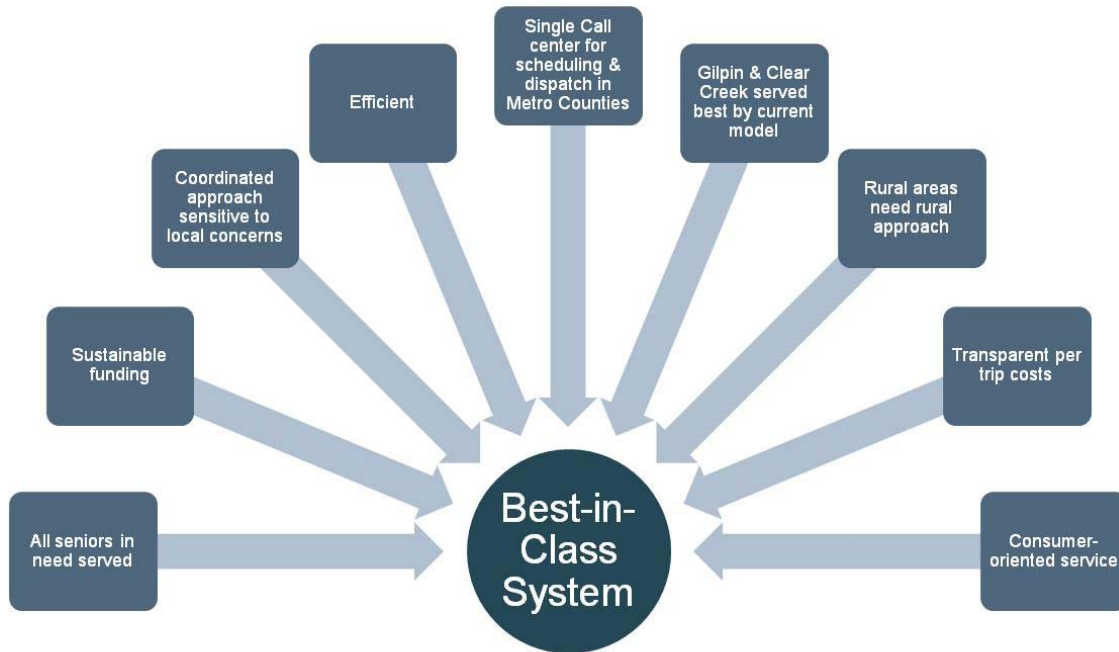 All seniors in
need served
Sustainable
funding
Coordinated
approach
sensitive to
local concerns
Efficient
Single Call
center for
scheduling &
dispatch in
Metro Counties
Gilpin & Clear
Creek served
best by current
model
Rural areas
need rural
approach
Transparent per
trip costs
Consumer-
oriented service
Best-in-
Class
System